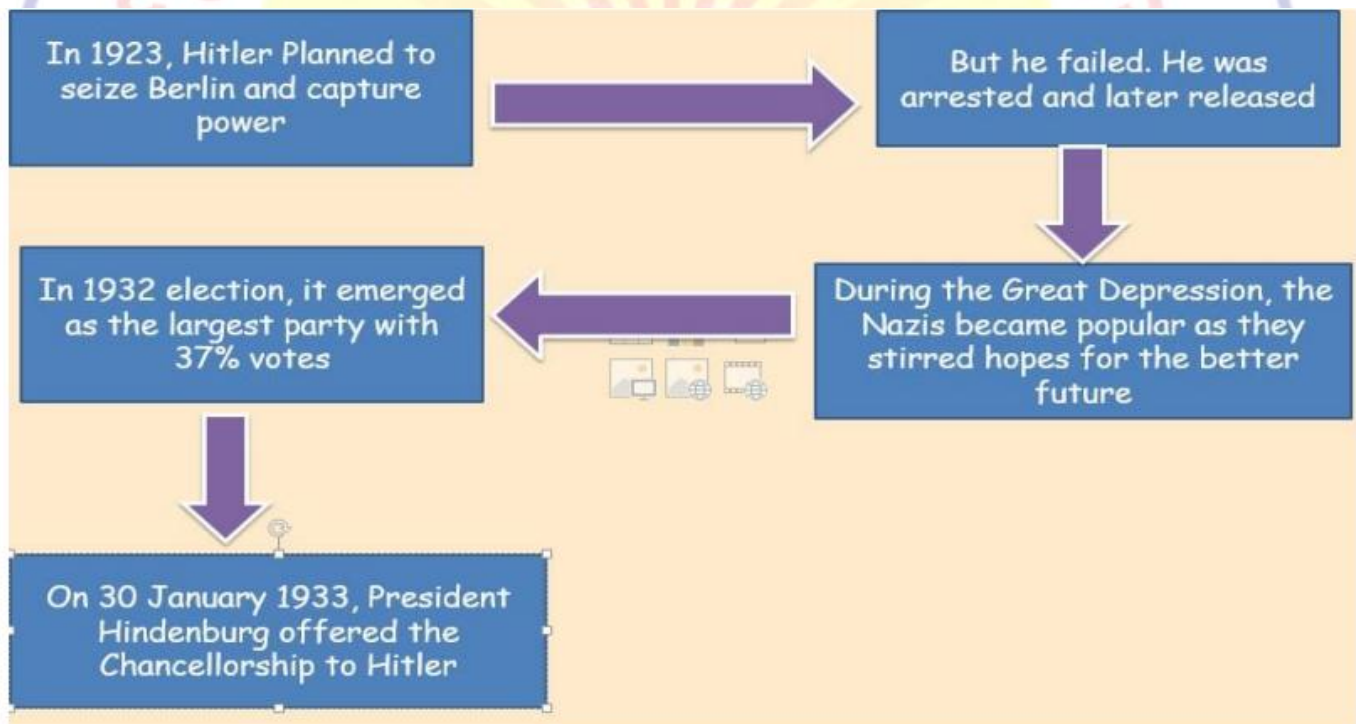 In 1923, Hitler Planned to
seize Berlin and capture
power
But he failed. He was
arrested and later released
During the Great Depression, the
Nazis became popular as they
stirred hopes for the better
future
In 1932 election, it emerged
as the largest party with
37% votes
On 30 January 1933, President
Hindenburg offered the
Chancellorship to Hitler